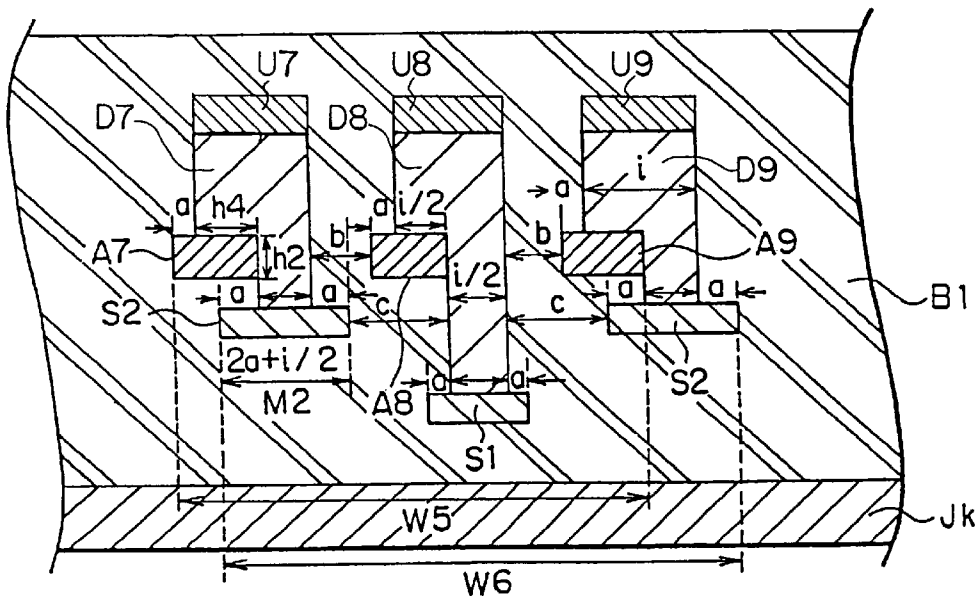 U7 U8 U9
D7 D8 D9
i
a
a h4 a i/2
A7 h2 b b A9
i/2
a a a a
S2 c c B1
2a+i/2
M2 A8 a a S2
S1
W5 Jk
W6